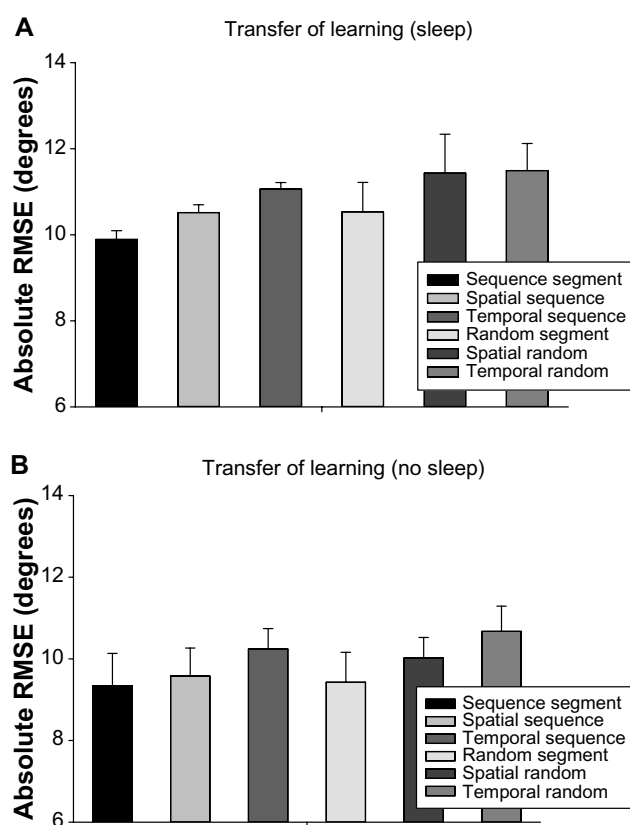 A
Transfer of learning (sleep)
Absolute RMSE (degrees)
14
12
10
8
6
Sequence segment
Spatial sequence
Temporal sequence
Random segment
Spatial random
Temporal random
B
Transfer of learning (no sleep)
Absolute RMSE (degrees)
14
12
10
8
6
Sequence segment
Spatial sequence
Temporal sequence
Random segment
Spatial random
Temporal random